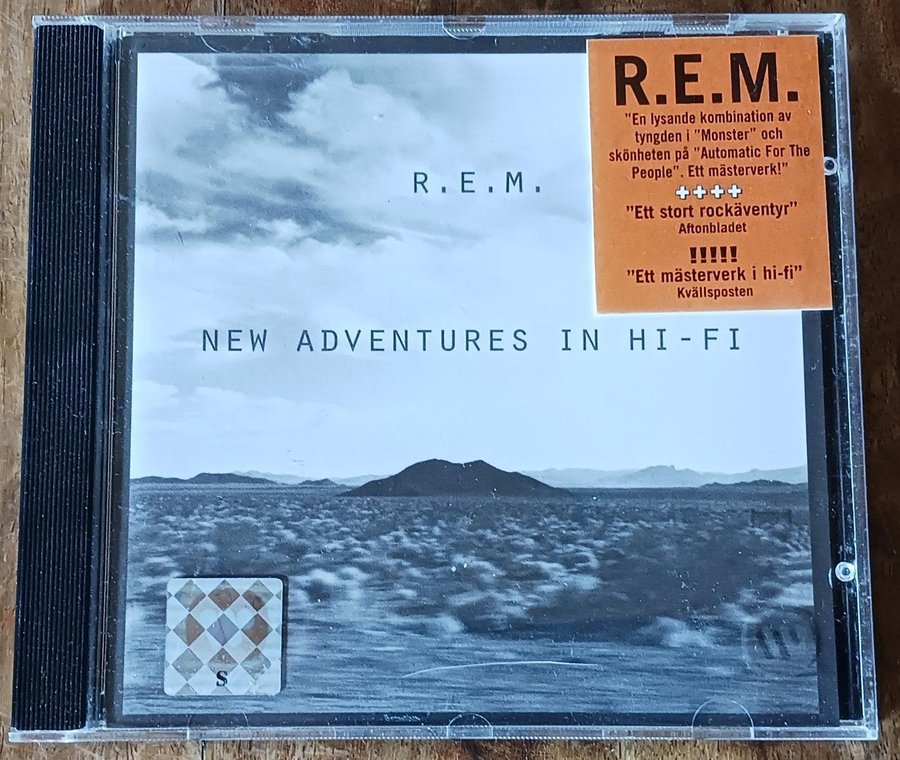 R.E.M.
"En lysande kombination av
tyngden i "Monster" och
skönheten på "Automatic For The
People". Ett mästerverk!"
++++
"Ett stort rockäventyr"
Aftonbladet
!!!!!
"Ett mästerverk i hi-fi"
Kvällsposten
R.E.M.
NEW ADVENTURES IN HI-FI
S